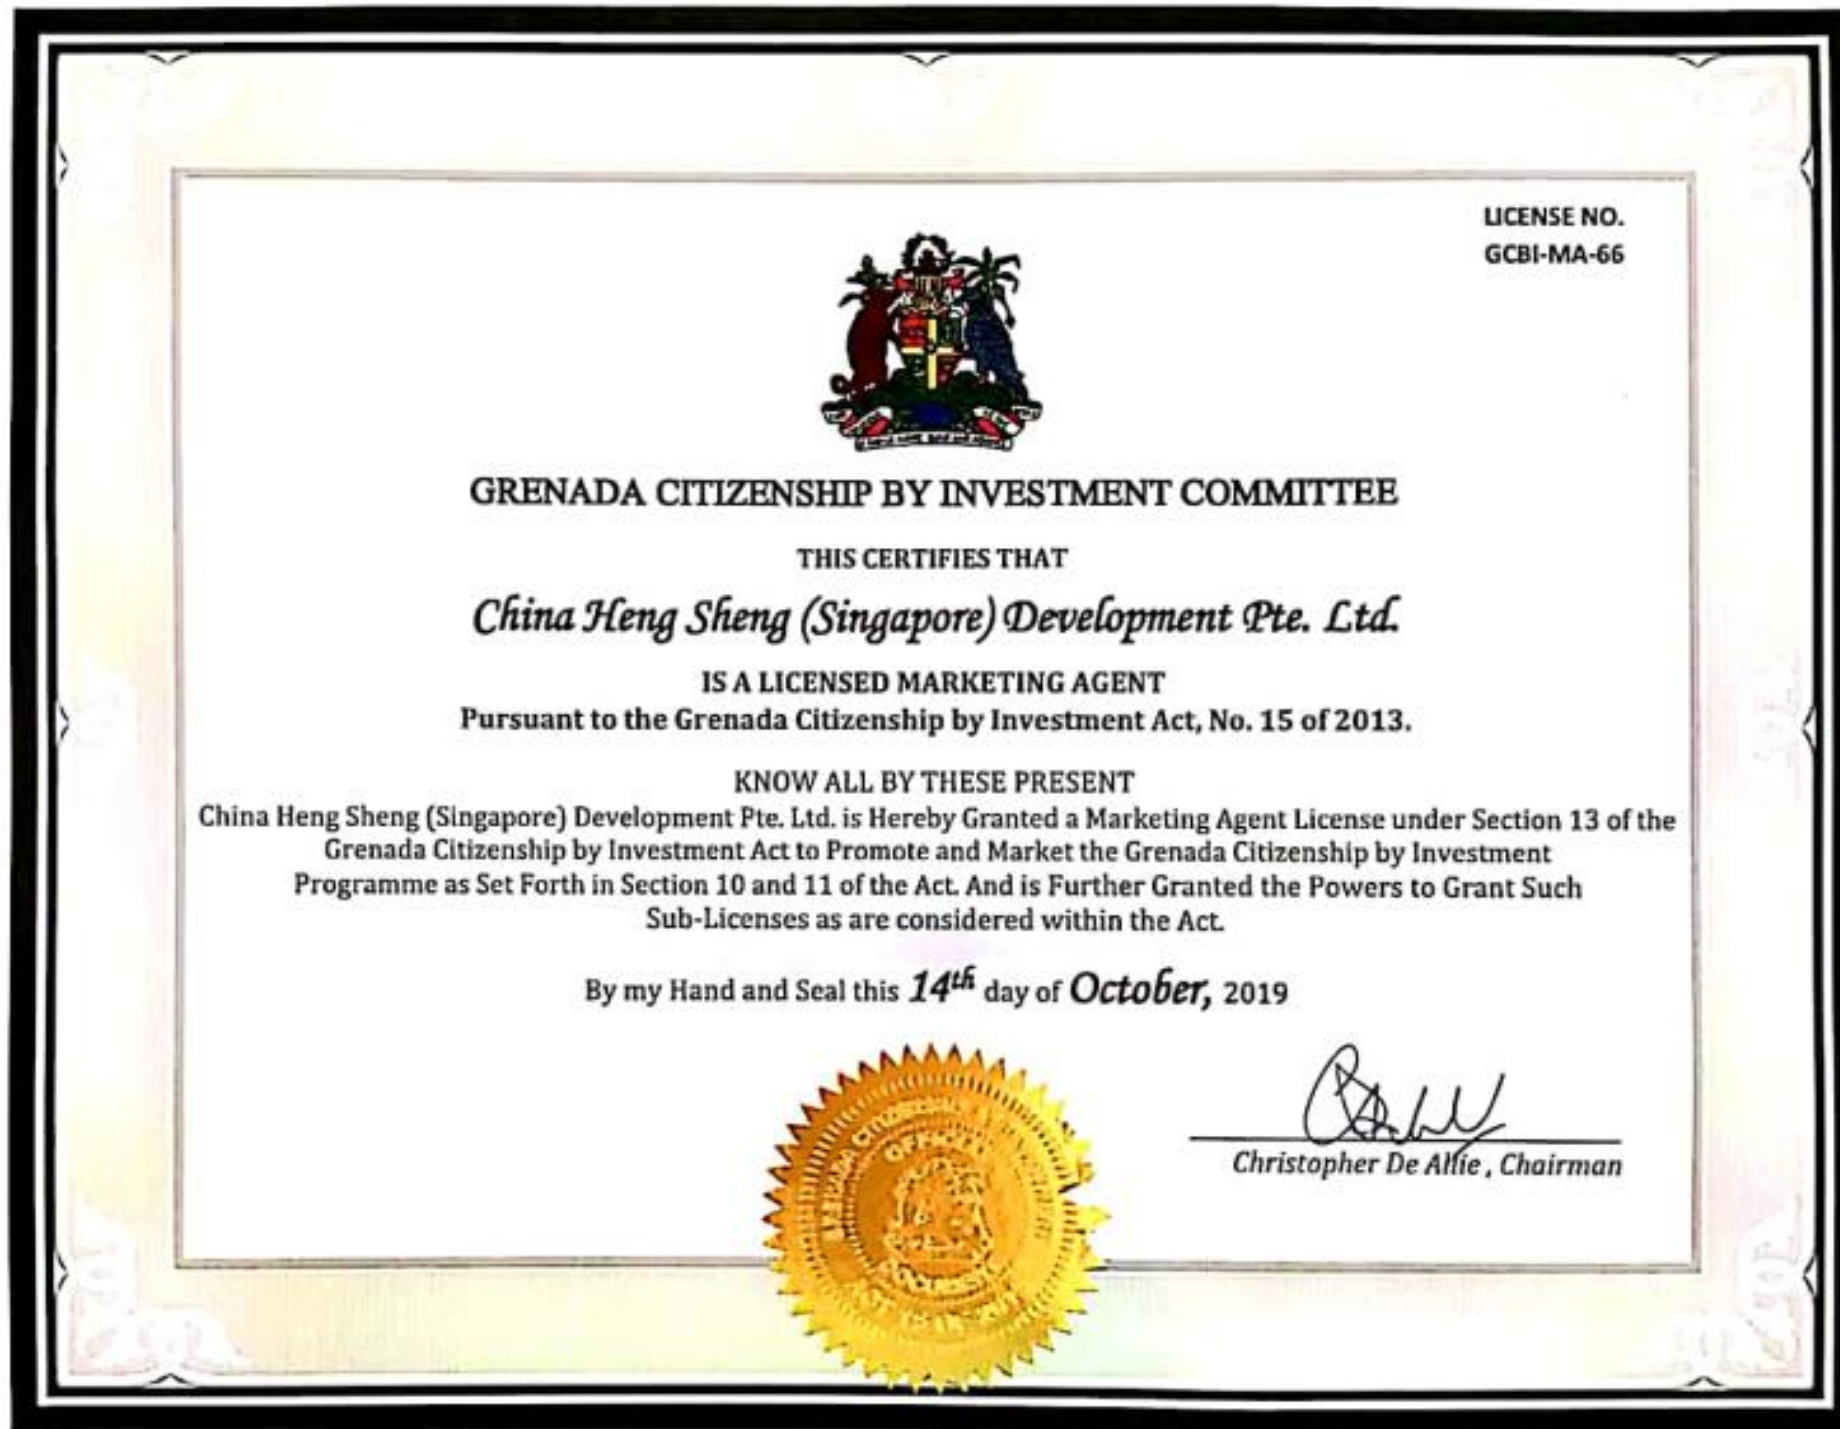 LICENSE NO.
GCBI-MA-66
GRENADA CITIZENSHIP BY INVESTMENT COMMITTEE
THIS CERTIFIES THAT
China Heng Sheng (Singapore) Development Pte. Ltd.
IS A LICENSED MARKETING AGENT
Pursuant to the Grenada Citizenship by Investment Act, No. 15 of 2013.
KNOW ALL BY THESE PRESENT
China Heng Sheng (Singapore) Development Pte. Ltd. is Hereby Granted a Marketing Agent License under Section 13 of the
Grenada Citizenship by Investment Act to Promote and Market the Grenada Citizenship by Investment
Programme as Set Forth in Section 10 and 11 of the Act. And is Further Granted the Powers to Grant Such
Sub-Licenses as are considered within the Act.
By my Hand and Seal this 14th day of October, 2019
Christopher De Allie, Chairman